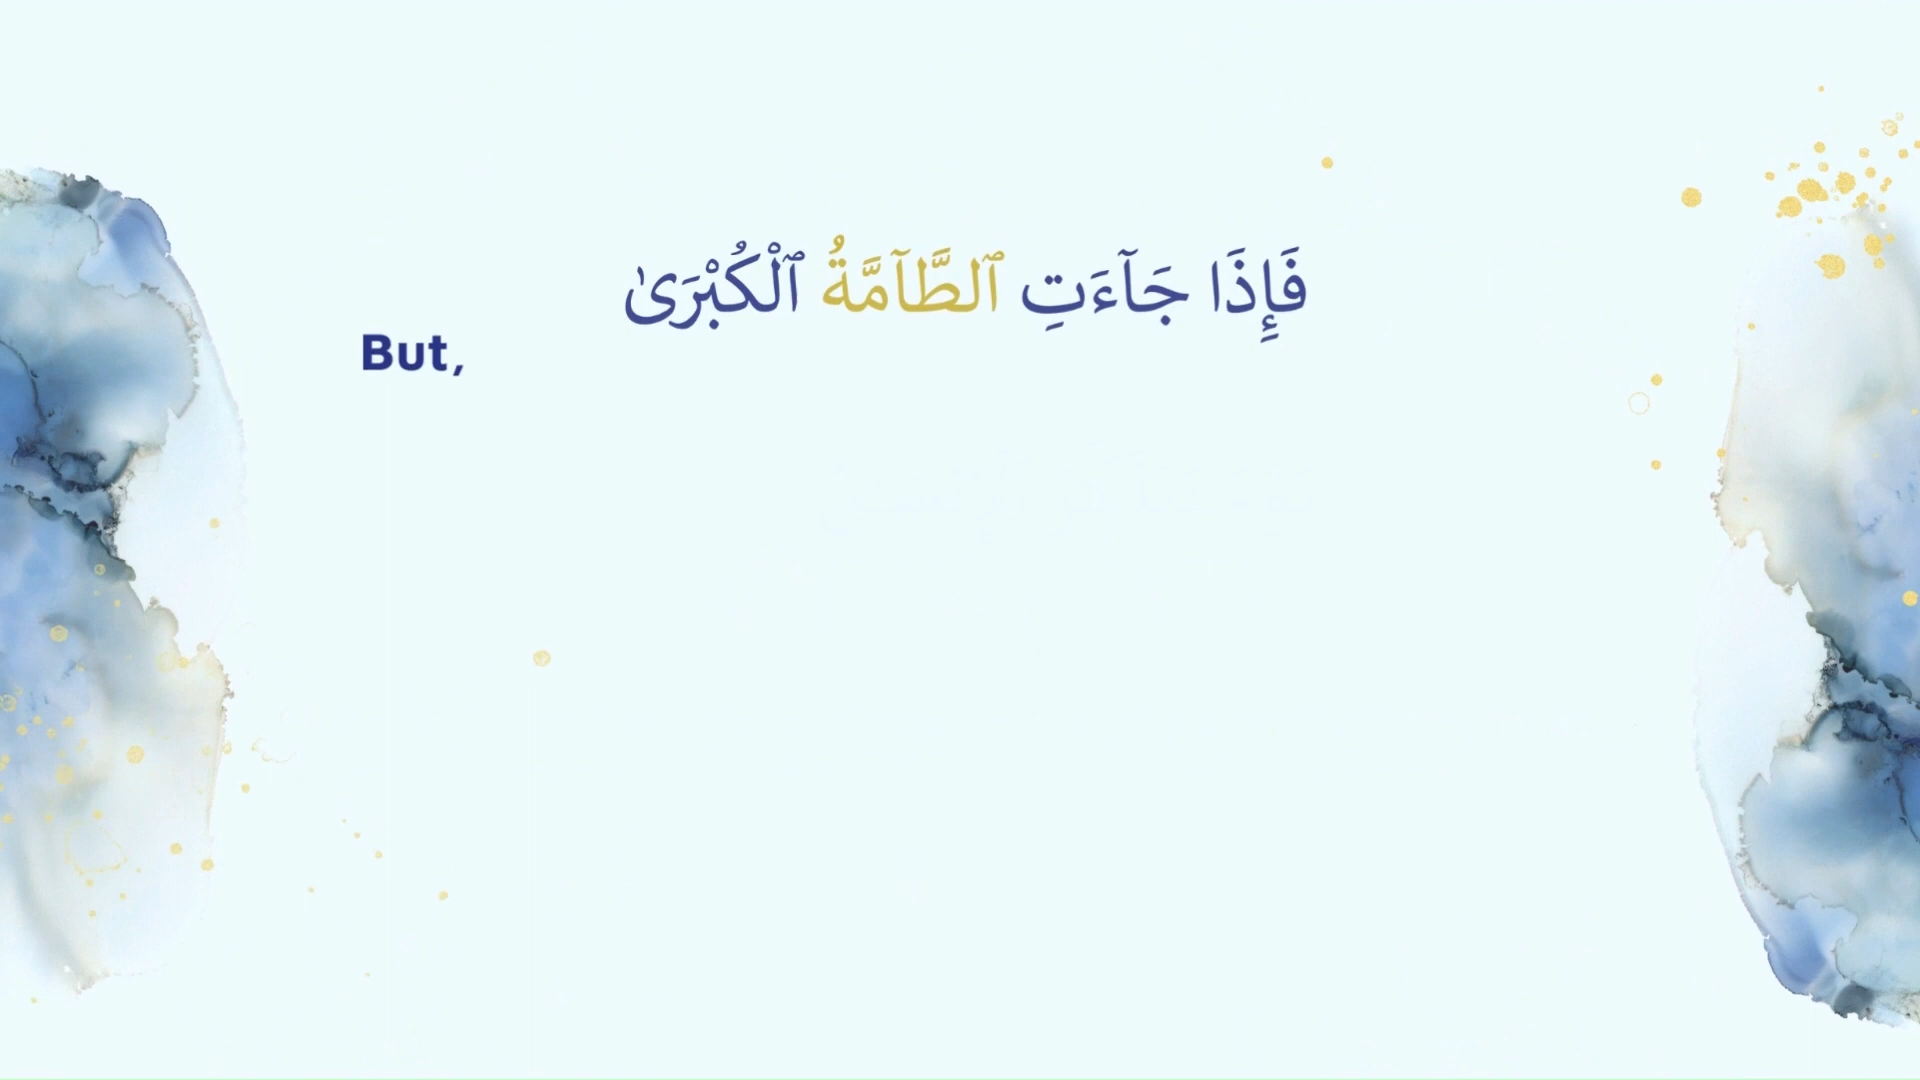 فَإِذَا جَآءَتِ ٱلطَّآمَّةُ ٱلْكُبْرَىٰ
But,